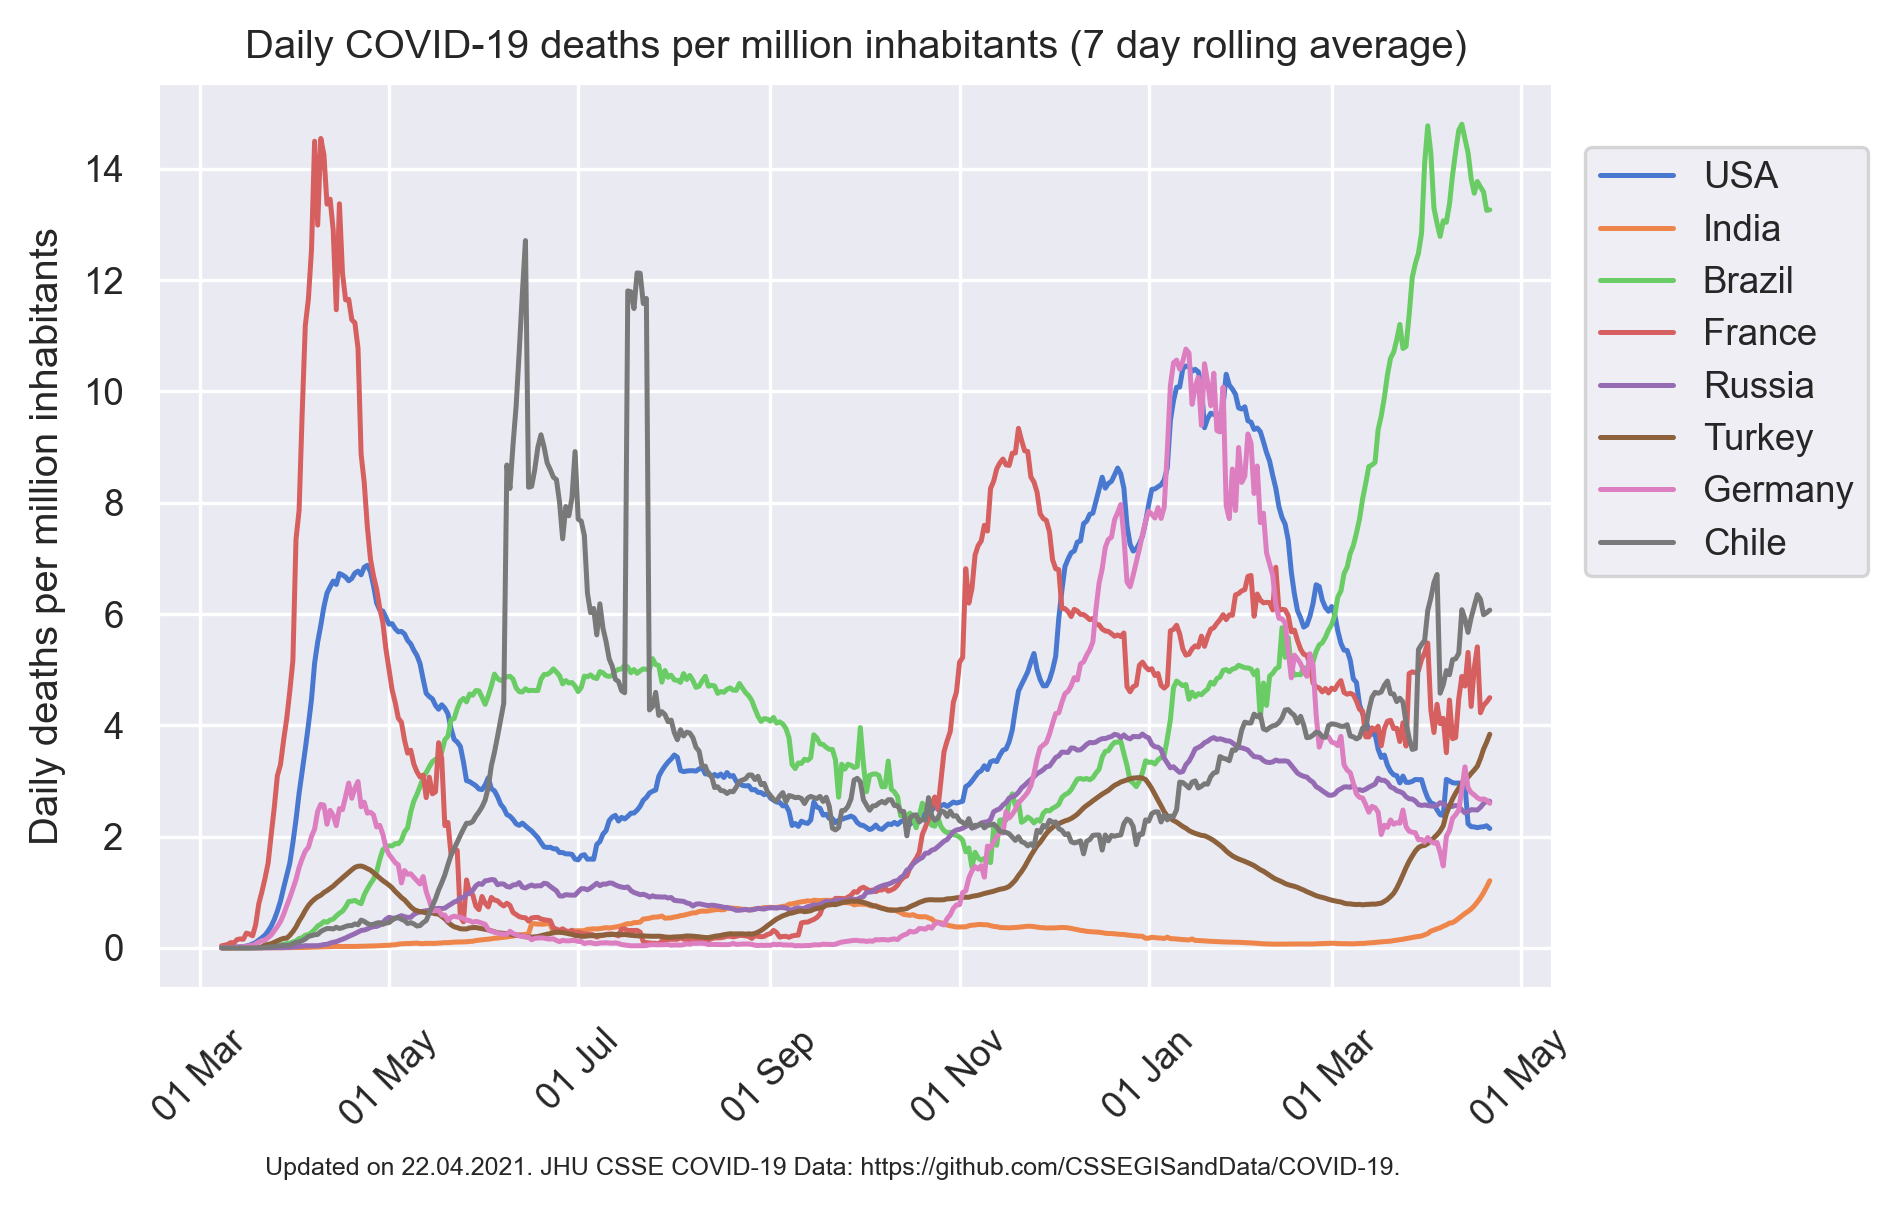 Daily COVID-19 deaths per million inhabitants (7 day rolling average)
Daily deaths per million inhabitants
14
12
10
8
6
4
2
0
01 Mar
01 May
01 Jul
01 Sep
01 Nov
01 Jan
01 Mar
01 May
USA
India
Brazil
France
Russia
Turkey
Germany
Chile
Updated on 22.04.2021. JHU CSSE COVID-19 Data: https://github.com/CSSEGISandData/COVID-19.